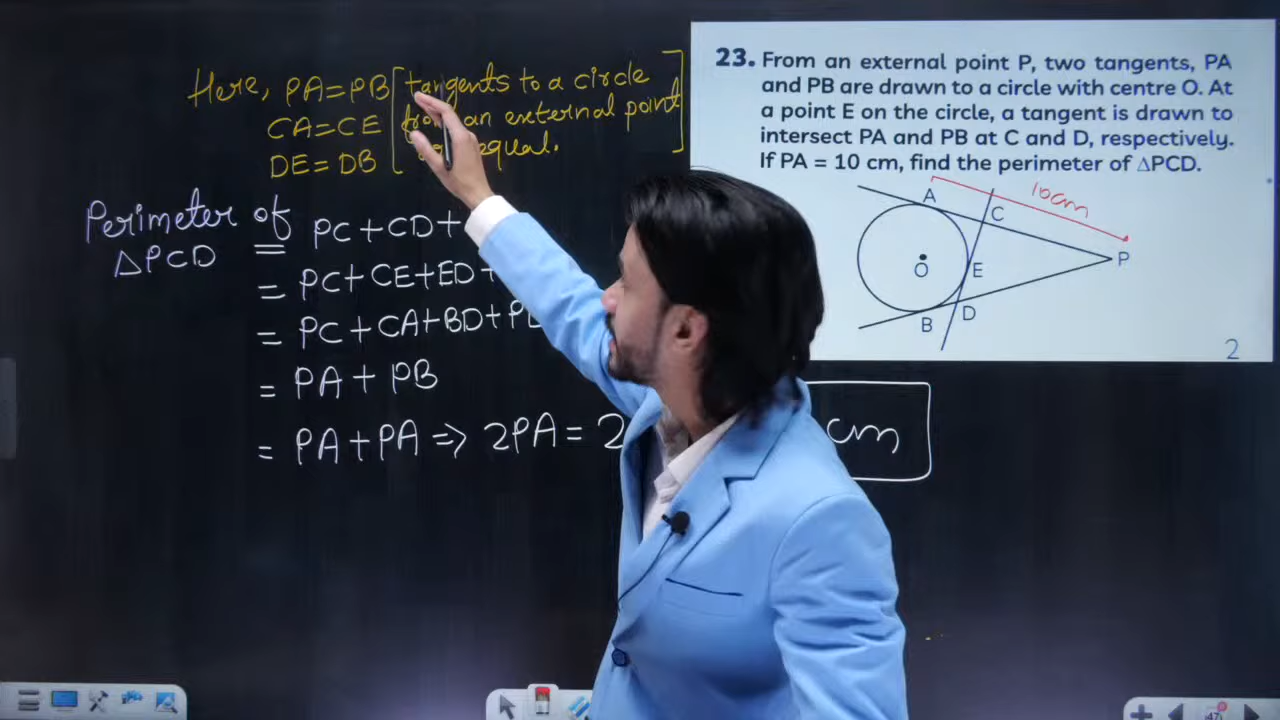 Here, PA=PB [tangents to a circle
CA=CE an external point
DE=DB equal.]
Perimeter of
△PCD = PC+CD+
= PC+CE+ED+
= PC+CA+BD+
= PA+PB
= PA+PA ⇒ 2PA= 2
cm
23. From an external point P, two tangents, PA
and PB are drawn to a circle with centre O. At
a point E on the circle, a tangent is drawn to
intersect PA and PB at C and D, respectively.
If PA = 10 cm, find the perimeter of △PCD.
A
10cm
C
P
O
E
B
D
2